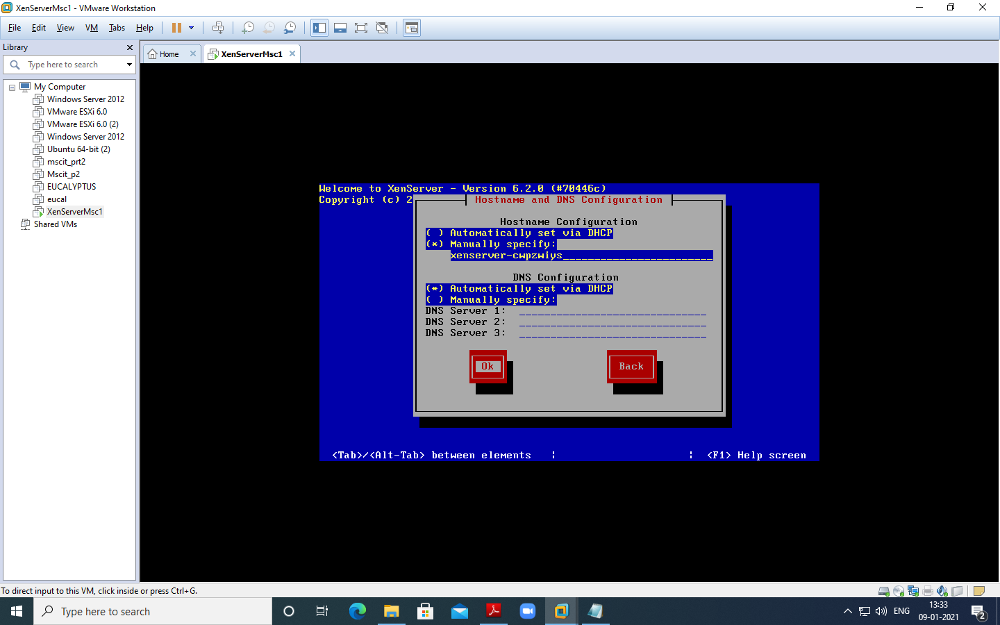 XenServerMsc1 - VMware Workstation
File Edit View VM Tabs Help
Library
Type here to search
My Computer
Windows Server 2012
VMware ESXi 6.0
VMware ESXi 6.0 (2)
Windows Server 2012
Ubuntu 64-bit (2)
mscit_prt2
Mscit_p2
EUCALYPTUS
eucal
XenServerMsc1
Shared VMs
Home
XenServerMsc1
Welcome to XenServer - Version 6.2.0 (#70446c)
Copyright (c) 2
Hostname and DNS Configuration
Hostname Configuration
( ) Automatically set via DHCP
(*) Manually specify:
xenserver-cwpzwiys________________________
DNS Configuration
(*) Automatically set via DHCP
( ) Manually specify:
DNS Server 1: ______________________________
DNS Server 2: ______________________________
DNS Server 3: ______________________________
Ok Back
<Tab>/<Alt-Tab> between elements ¦ ¦ <F1> Help screen
To direct input to this VM, click inside or press Ctrl+G.
Type here to search
ENG
13:33
09-01-2021
2